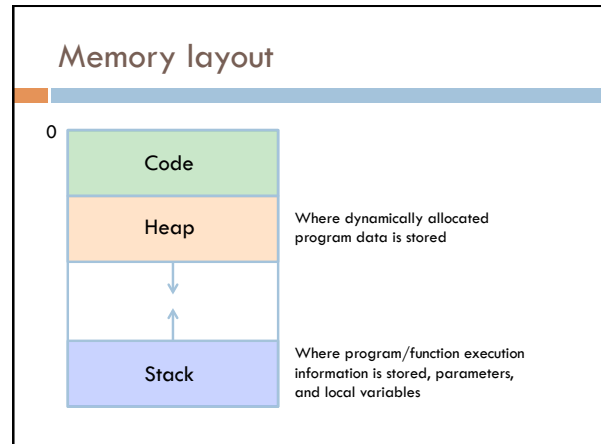 Memory layout
0
Code
Heap
Where dynamically allocated
program data is stored
Stack
Where program/function execution
information is stored, parameters,
and local variables